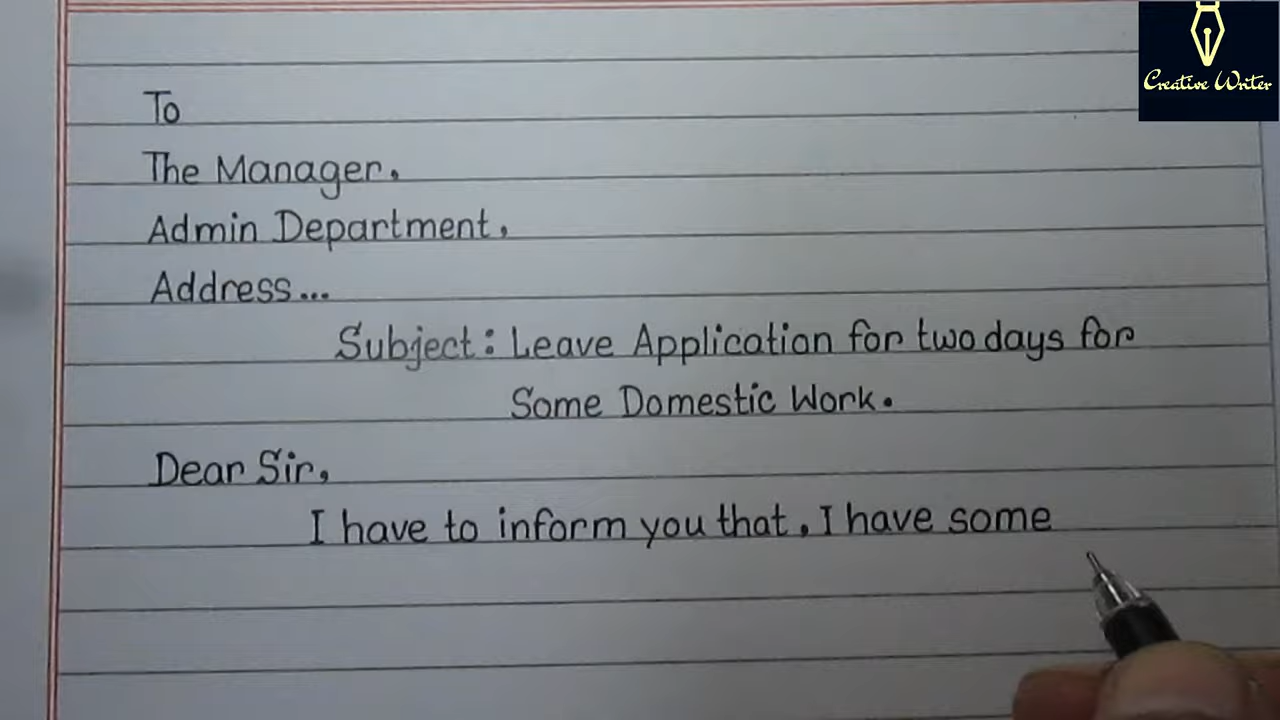 Creative Writer
To
The Manager.
Admin Department,
Address...
Subject: Leave Application for two days for
Some Domestic Work.
Dear Sir,
I have to inform you that, I have some